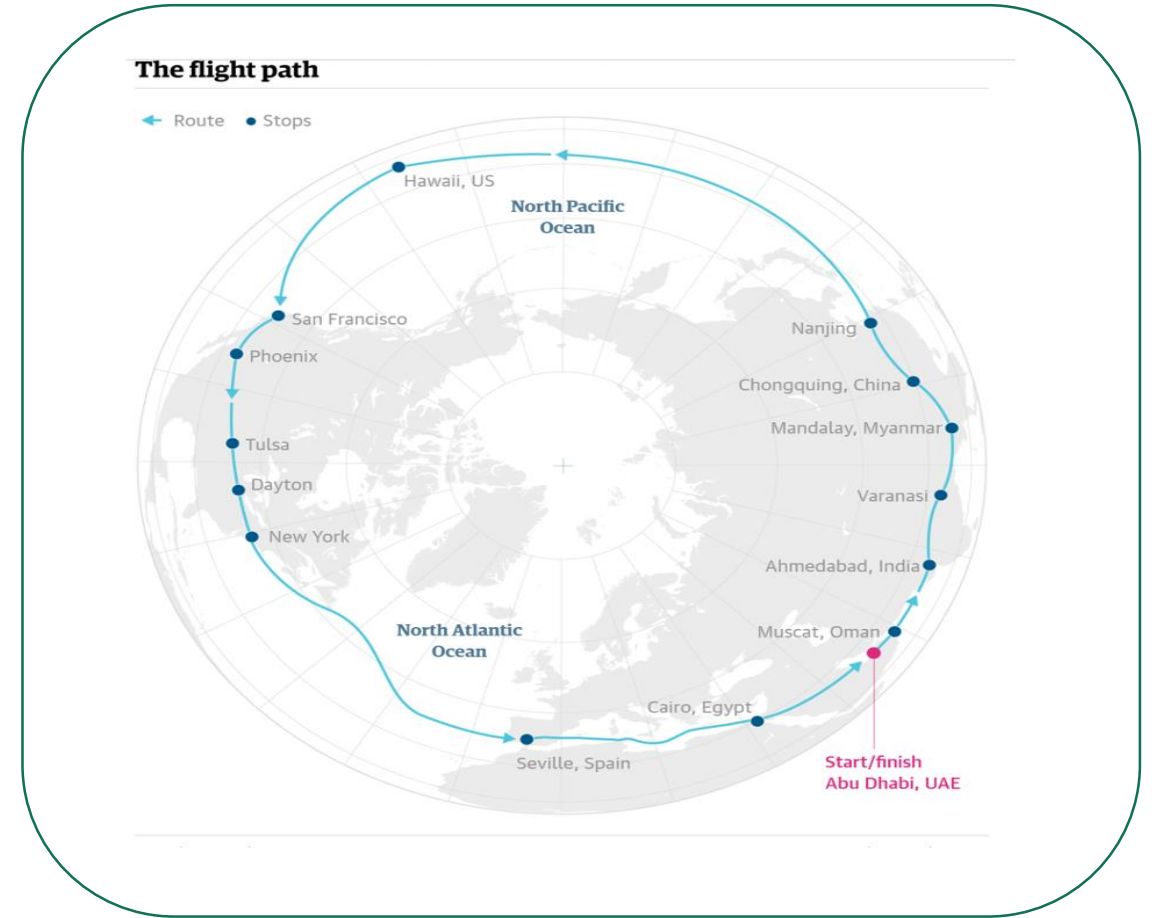 The flight path
Route
Stops
Hawaii, US
North Pacific
Ocean
San Francisco
Nanjing
Phoenix
Chongquing, China
Mandalay, Myanmar
Tulsa
Dayton
Varanasi
New York
Ahmedabad, India
North Atlantic
Ocean
Muscat, Oman
Cairo, Egypt
Seville, Spain
Start/finish
Abu Dhabi, UAE